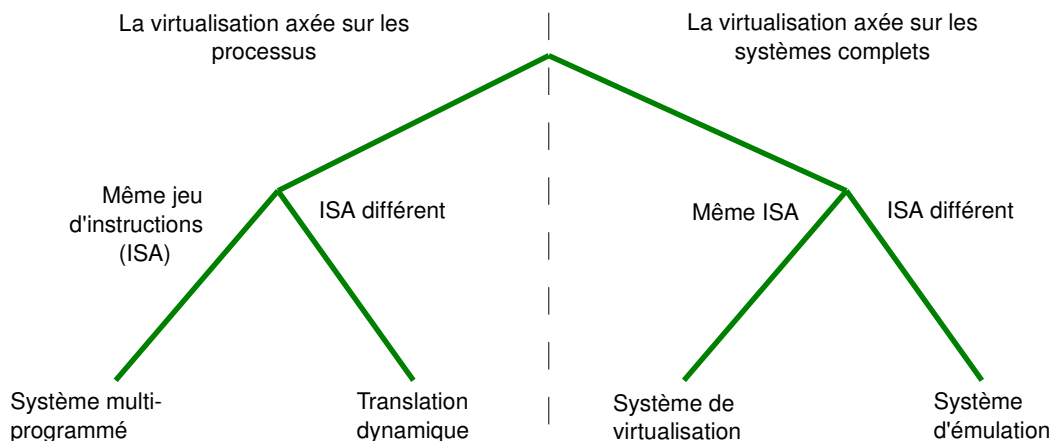 La virtualisation axée sur les
processus
La virtualisation axée sur les
systèmes complets
Même jeu
d'instructions
(ISA)
ISA différent
Même ISA
ISA différent
Système multi-
programmé
Translation
dynamique
Système de
virtualisation
Système
d'émulation